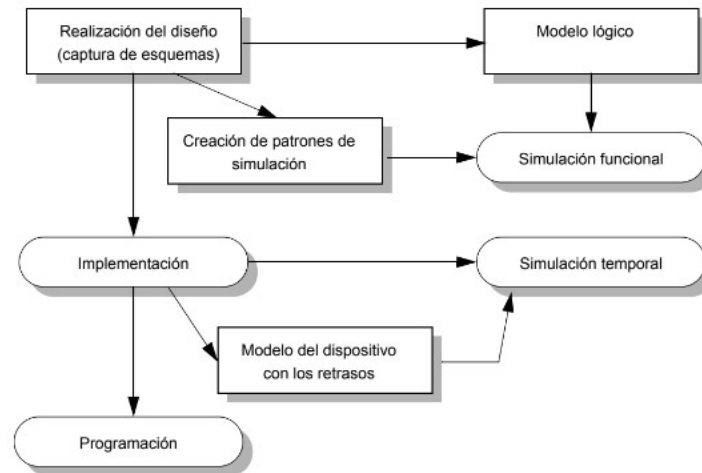 Realización del diseño
(captura de esquemas)
Modelo lógico
Creación de patrones de
simulación
Simulación funcional
Implementación
Simulación temporal
Modelo del dispositivo
con los retrasos
Programación